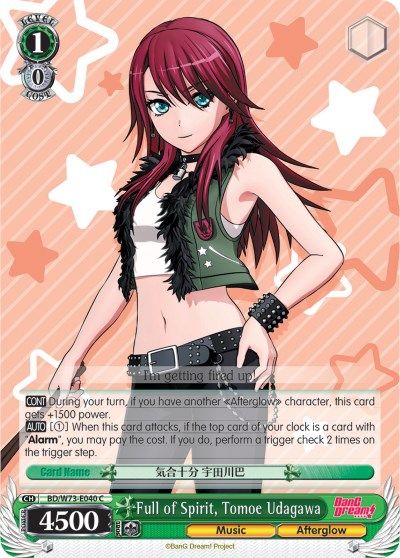 LEVEL
1
0
COST
"I'm getting fired up!"
CONT During your turn, if you have another «Afterglow» character, this card
gets +1500 power.
AUTO [①] When this card attacks, if the top card of your clock is a card with
"Alarm", you may pay the cost. If you do, perform a trigger check 2 times on
the trigger step.
Card Name
気合十分 宇田川巴
CH BD/W73-E040 C
POWER 4500
Full of Spirit, Tomoe Udagawa
BanG Dream!
Music
Afterglow
©BanG Dream! Project